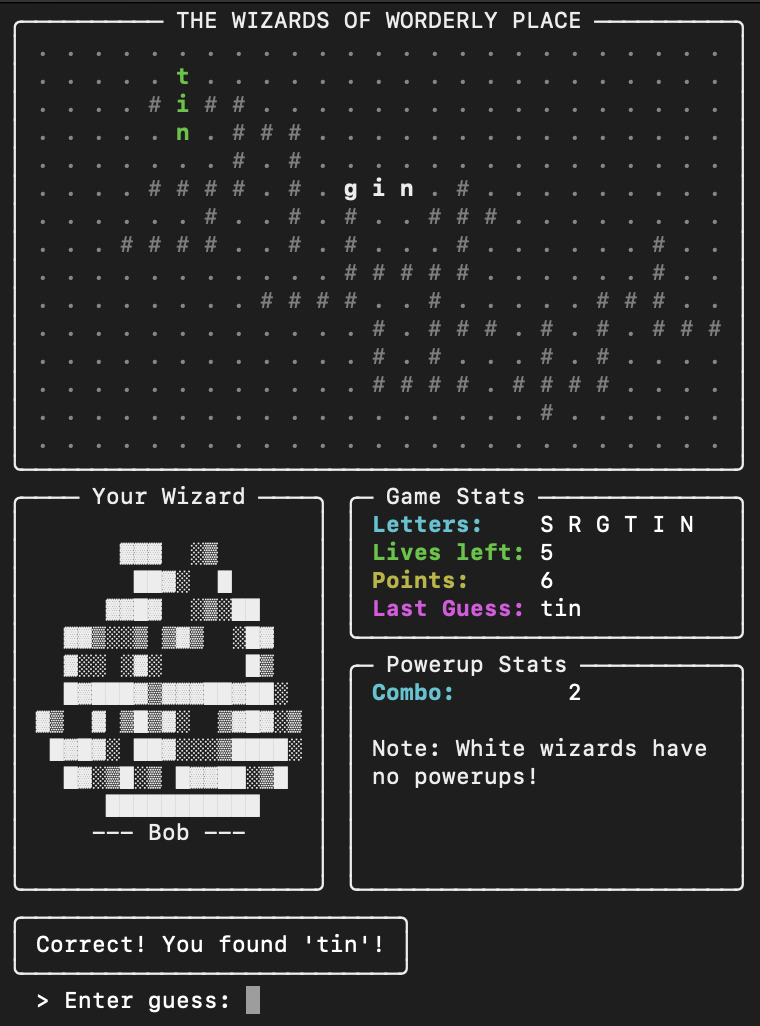 THE WIZARDS OF WORDERLY PLACE
. . . . . . . . . . . . . . . . . . . . . . . . .
. . . . . t . . . . . . . . . . . . . . . . . . .
. . . . # i # # . . . . . . . . . . . . . . . . .
. . . . . n . # # # . . . . . . . . . . . . . . .
. . . . . . . # . # . . . . . . . . . . . . . . .
. . . . # # # # . # . g i n . # . . . . . . . . .
. . . . . . # . . # . # . . # # # . . . . . . . .
. . . # # # # . . # . # . . . # . . . . . . # . .
. . . . . . . . . . . # # # # # . . . . . . # . .
. . . . . . . . # # # # . . # . . . . . # # # . .
. . . . . . . . . . . . # . # # # . # . # . # # #
. . . . . . . . . . . . # . # . . . # . # . . . .
. . . . . . . . . . . . # # # # . # # # # . . . .
. . . . . . . . . . . . . . . . . . # . . . . . .
. . . . . . . . . . . . . . . . . . . . . . . . .
Your Wizard
--- Bob ---
Game Stats
Letters: S R G T I N
Lives left: 5
Points: 6
Last Guess: tin
Powerup Stats
Combo: 2
Note: White wizards have
no powerups!
Correct! You found 'tin'!
> Enter guess: